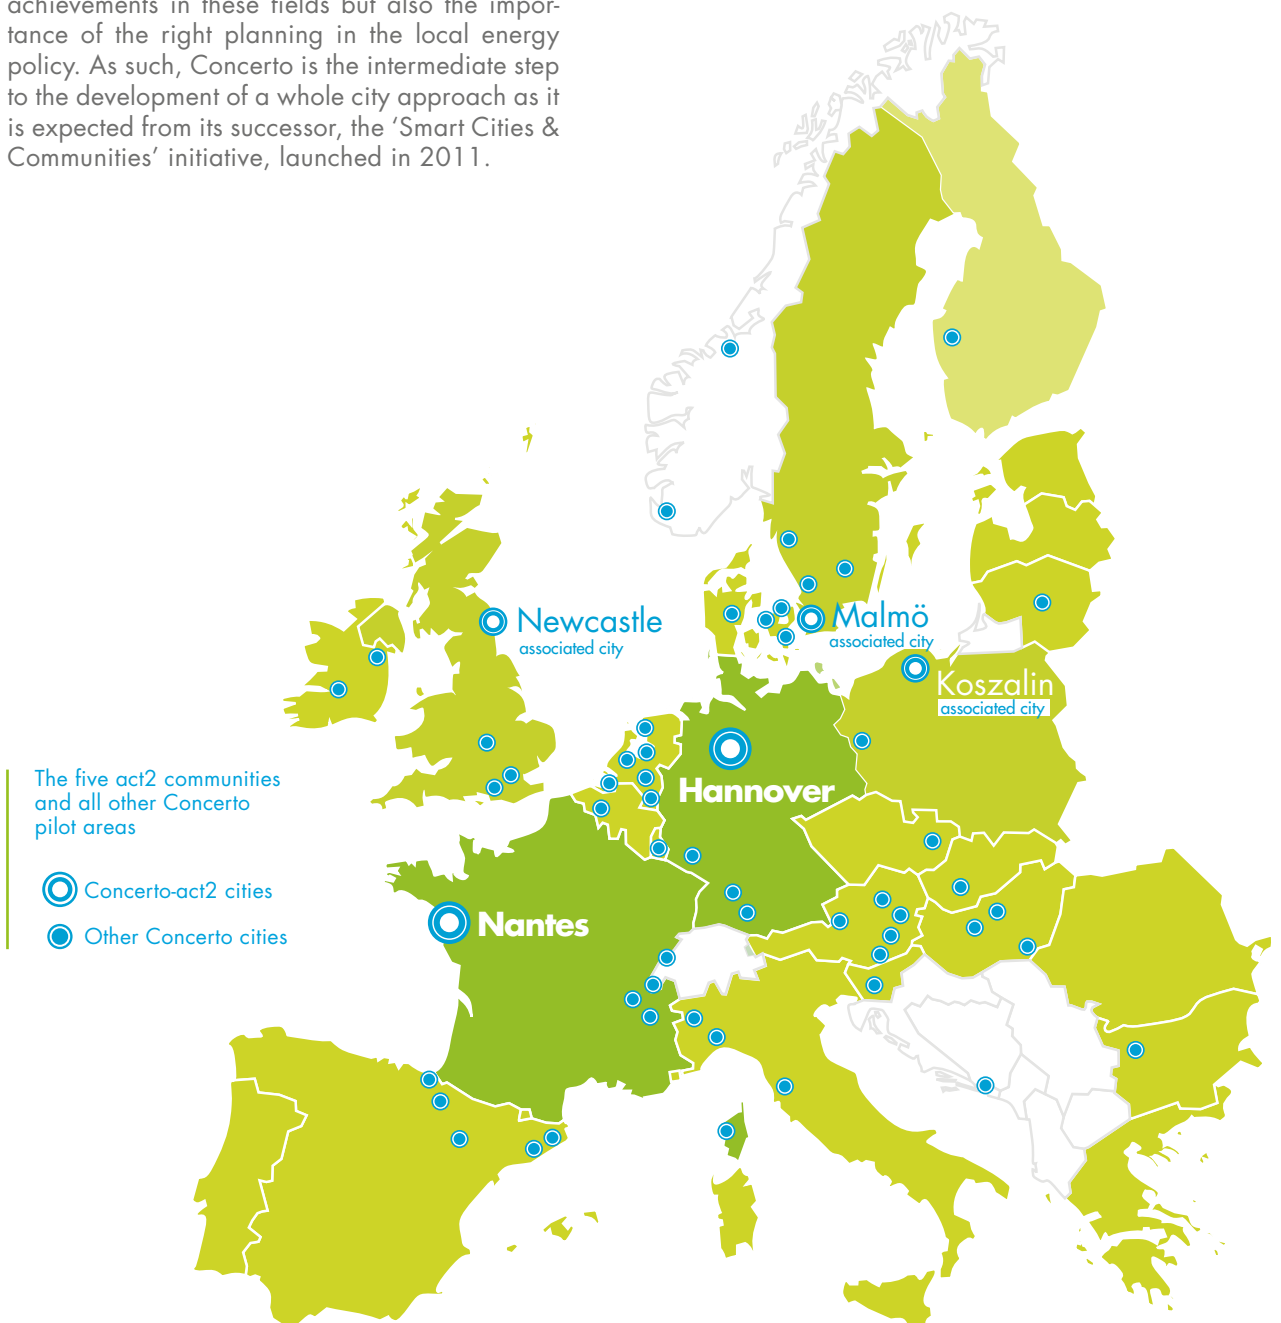 achievements in these fields but also the impor-
tance of the right planning in the local energy
policy. As such, Concerto is the intermediate step
to the development of a whole city approach as it
is expected from its successor, the ‘Smart Cities &
Communities’ initiative, launched in 2011.
Newcastle
associated city
Malmö
associated city
Koszalin
associated city
Hannover
The five act2 communities
and all other Concerto
pilot areas
Concerto-act2 cities
Other Concerto cities
Nantes